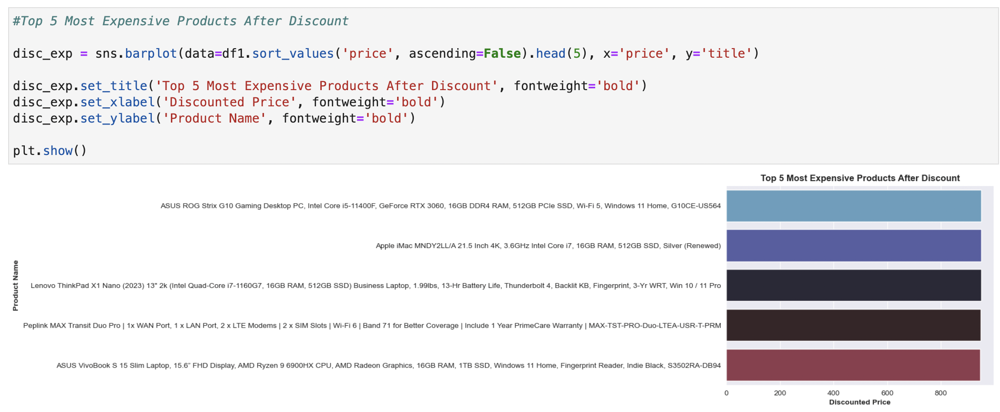 #Top 5 Most Expensive Products After Discount
disc_exp = sns.barplot(data=df1.sort_values('price', ascending=False).head(5), x='price', y='title')
disc_exp.set_title('Top 5 Most Expensive Products After Discount', fontweight='bold')
disc_exp.set_xlabel('Discounted Price', fontweight='bold')
disc_exp.set_ylabel('Product Name', fontweight='bold')
plt.show()
Top 5 Most Expensive Products After Discount
Product Name
ASUS ROG Strix G10 Gaming Desktop PC, Intel Core i5-11400F, GeForce RTX 3060, 16GB DDR4 RAM, 512GB PCIe SSD, Wi-Fi 5, Windows 11 Home, G10CE-US564
Apple iMac MNDY2LL/A 21.5 Inch 4K, 3.6GHz Intel Core i7, 16GB RAM, 512GB SSD, Silver (Renewed)
Lenovo ThinkPad X1 Nano (2023) 13" 2k (Intel Quad-Core i7-1160G7, 16GB RAM, 512GB SSD) Business Laptop, 1.99lbs, 13-Hr Battery Life, Thunderbolt 4, Backlit KB, Fingerprint, 3-Yr WRT, Win 10 / 11 Pro
Peplink MAX Transit Duo Pro | 1x WAN Port, 1 x LAN Port, 2 x LTE Modems | 2 x SIM Slots | Wi-Fi 6 | Band 71 for Better Coverage | Include 1 Year PrimeCare Warranty | MAX-TST-PRO-Duo-LTEA-USR-T-PRM
ASUS VivoBook S 15 Slim Laptop, 15.6” FHD Display, AMD Ryzen 9 6900HX CPU, AMD Radeon Graphics, 16GB RAM, 1TB SSD, Windows 11 Home, Fingerprint Reader, Indie Black, S3502RA-DB94
0 200 400 600 800
Discounted Price